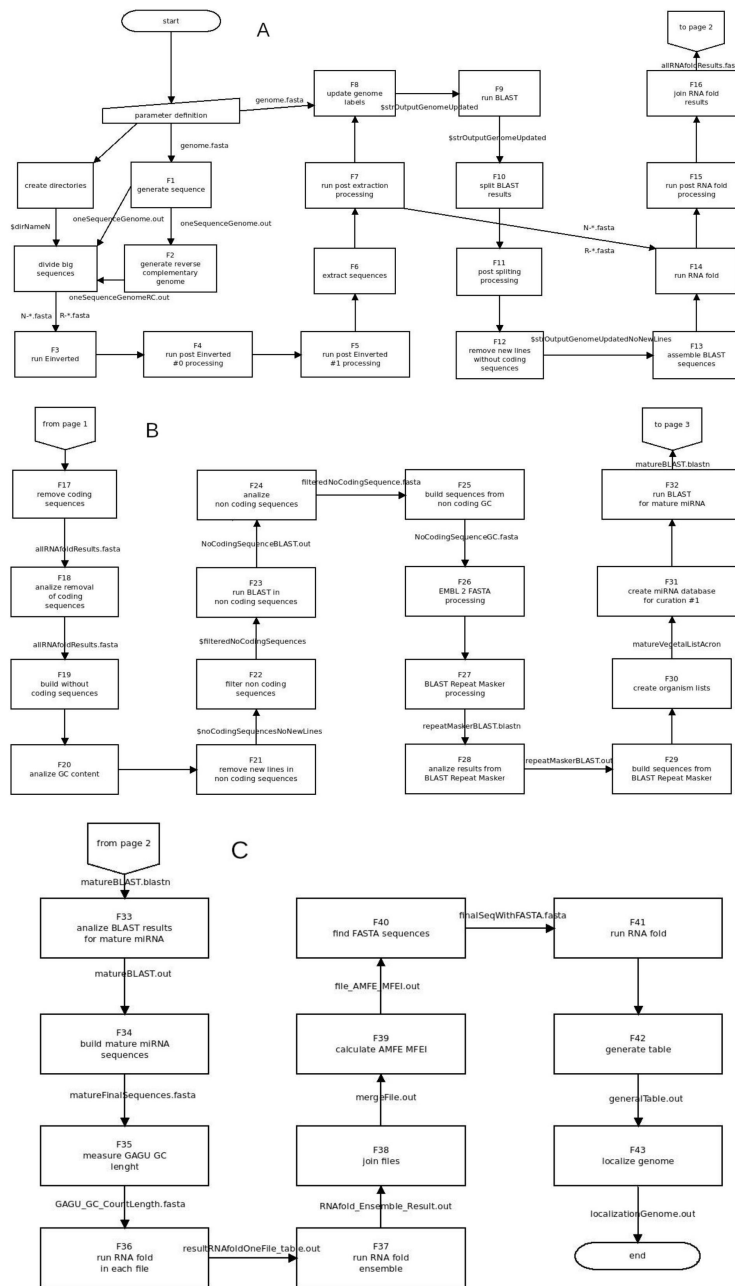 start
A
parameter definition
genome.fasta
genome.fasta
create directories
F1
generate sequence
$dirNameN
oneSequenceGenome.out
oneSequenceGenome.out
divide big
sequences
F2
generate reverse
complementary
genome
oneSequenceGenomeRC.out
N-*.fasta
R-*.fasta
F3
run Einverted
F4
run post Einverted
#0 processing
F5
run post Einverted
#1 processing
F6
extract sequences
F7
run post extraction
processing
F8
update genome
labels
$strOutputGenomeUpdated
F9
run BLAST
$strOutputGenomeUpdated
F10
split BLAST
results
F11
post spliting
processing
F12
remove new lines
without coding
sequences
$strOutputGenomeUpdatedNoNewLines
F13
assemble BLAST
sequences
N-*.fasta
R-*.fasta
F14
run RNA fold
F15
run post RNA fold
processing
F16
join RNA fold
results
allRNAfoldResults.fast
to page 2
from page 1
B
F17
remove coding
sequences
allRNAfoldResults.fasta
F18
analize removal
of coding
sequences
allRNAfoldResults.fasta
F19
build without
coding sequences
F20
analize GC content
F21
remove new lines in
non coding sequences
$noCodingSequencesNoNewLines
F22
filter non coding
sequences
$filteredNoCodingSequences
F23
run BLAST in
non coding sequences
NoCodingSequenceBLAST.out
F24
analize
non coding sequences
filteredNoCodingSequence.fasta
F25
build sequences from
non coding GC
NoCodingSequenceGC.fasta
F26
EMBL 2 FASTA
processing
F27
BLAST Repeat Masker
processing
repeatMaskerBLAST.blastn
F28
analize results from
BLAST Repeat Masker
repeatMaskerBLAST.out
F29
build sequences from
BLAST Repeat Masker
F30
create organism lists
matureVegetalListAcron
F31
create miRNA database
for curation #1
F32
run BLAST
for mature miRNA
matureBLAST.blastn
to page 3
from page 2
C
matureBLAST.blastn
F33
analize BLAST results
for mature miRNA
matureBLAST.out
F34
build mature miRNA
sequences
matureFinalSequences.fasta
F35
measure GAGU GC
lenght
GAGU_GC_CountLength.fasta
F36
run RNA fold
in each file
resultRNAfoldOneFile_table.out
F37
run RNA fold
ensemble
RNAfold_Ensemble_Result.out
F38
join files
mergeFile.out
F39
calculate AMFE MFEI
file_AMFE_MFEI.out
F40
find FASTA sequences
finalSeqWithFASTA.fasta
F41
run RNA fold
F42
generate table
generalTable.out
F43
localize genome
localizationGenome.out
end